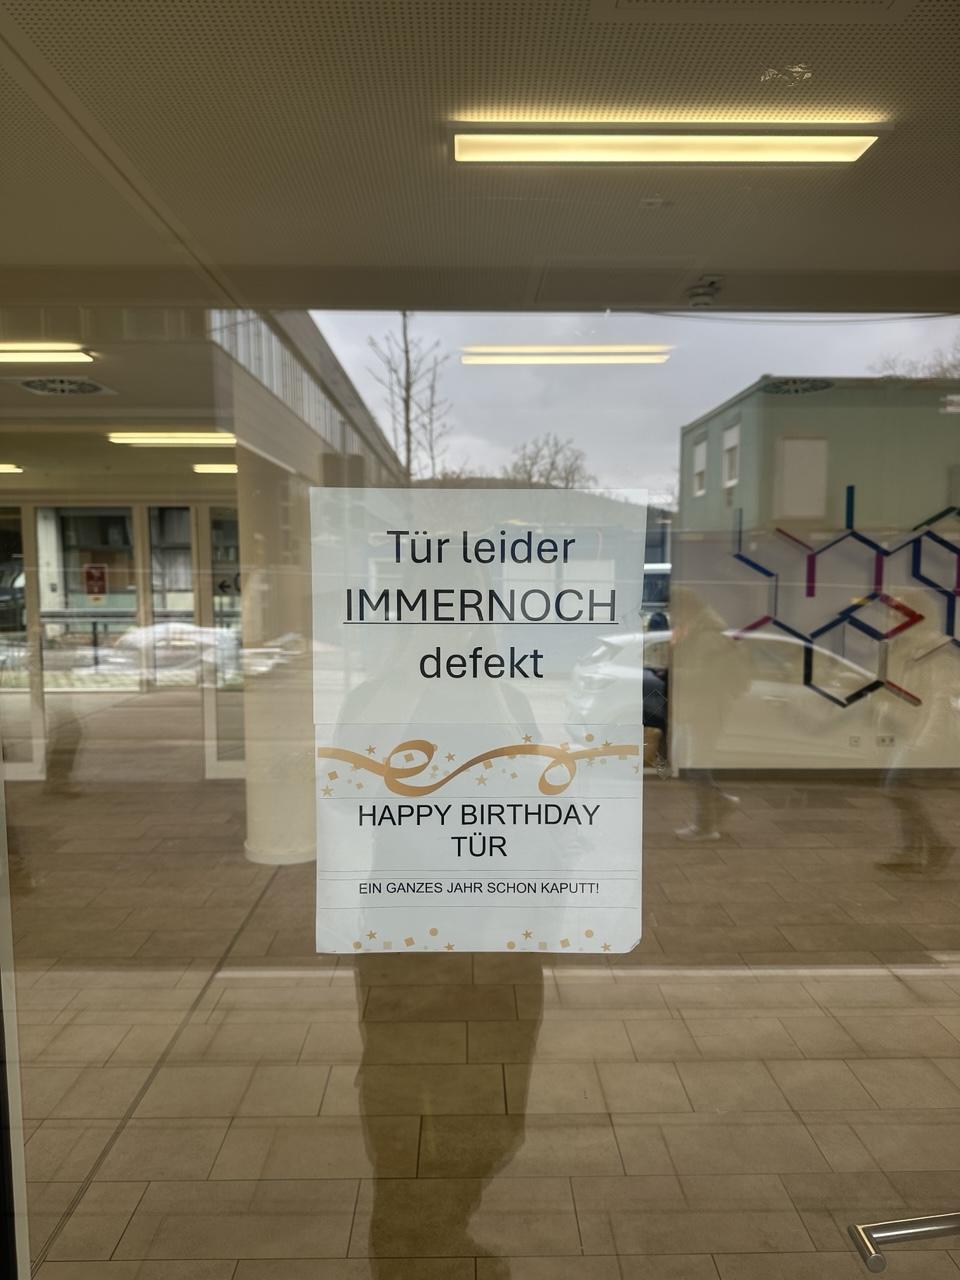 Tür leider
IMMERNOCH
defekt
HAPPY BIRTHDAY
TÜR
EIN GANZES JAHR SCHON KAPUTT!